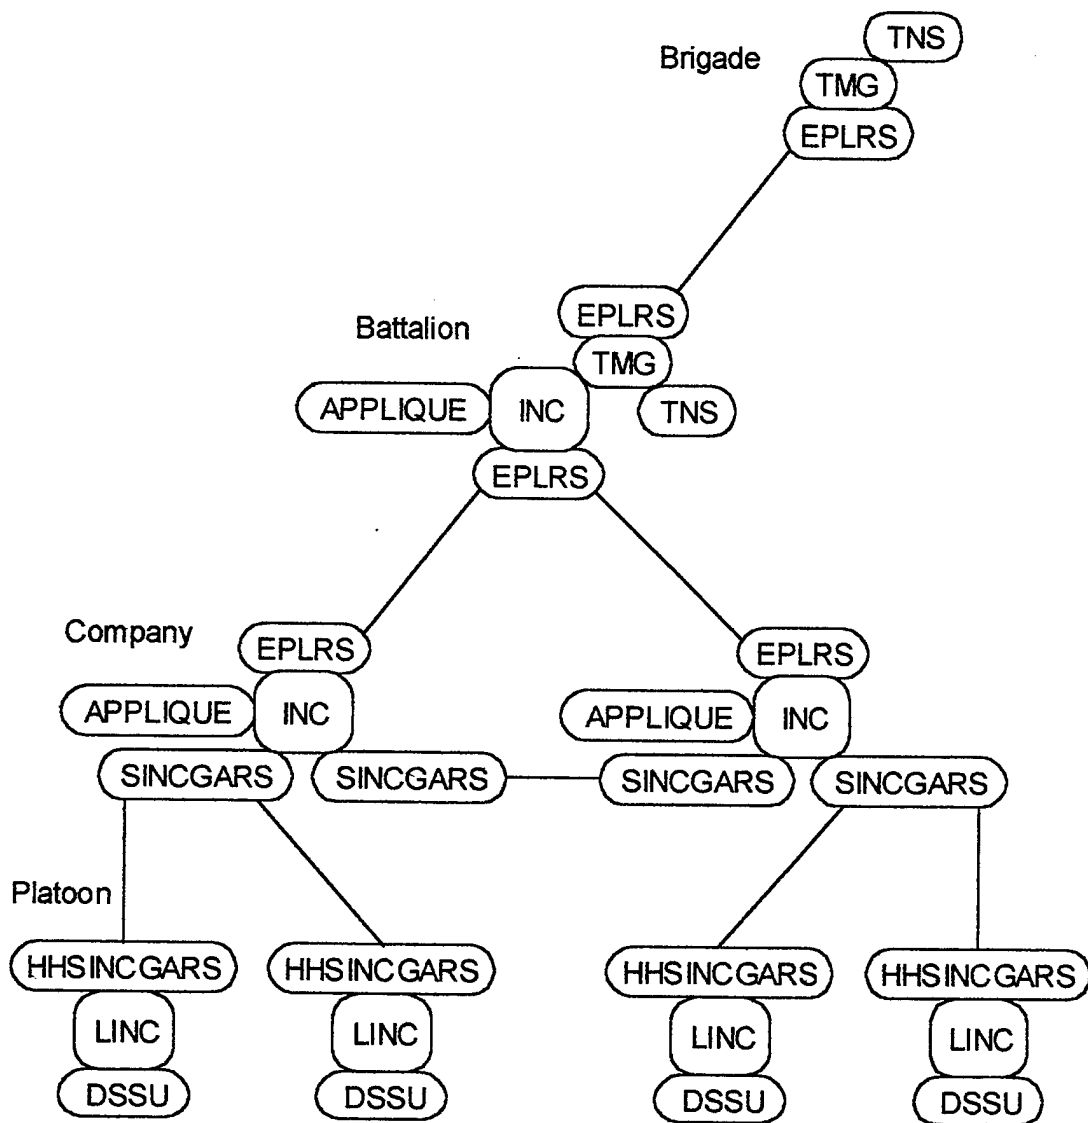 TNS
Brigade
TMG
EPLRS
EPLRS
Battalion
TMG
APPLIQUE
INC
TNS
EPLRS
Company
EPLRS
EPLRS
APPLIQUE
INC
APPLIQUE
INC
SINCGARS
SINCGARS
SINCGARS
SINCGARS
Platoon
HHSINCGARS
HHSINCGARS
HHSINCGARS
HHSINCGARS
LINC
LINC
LINC
LINC
DSSU
DSSU
DSSU
DSSU